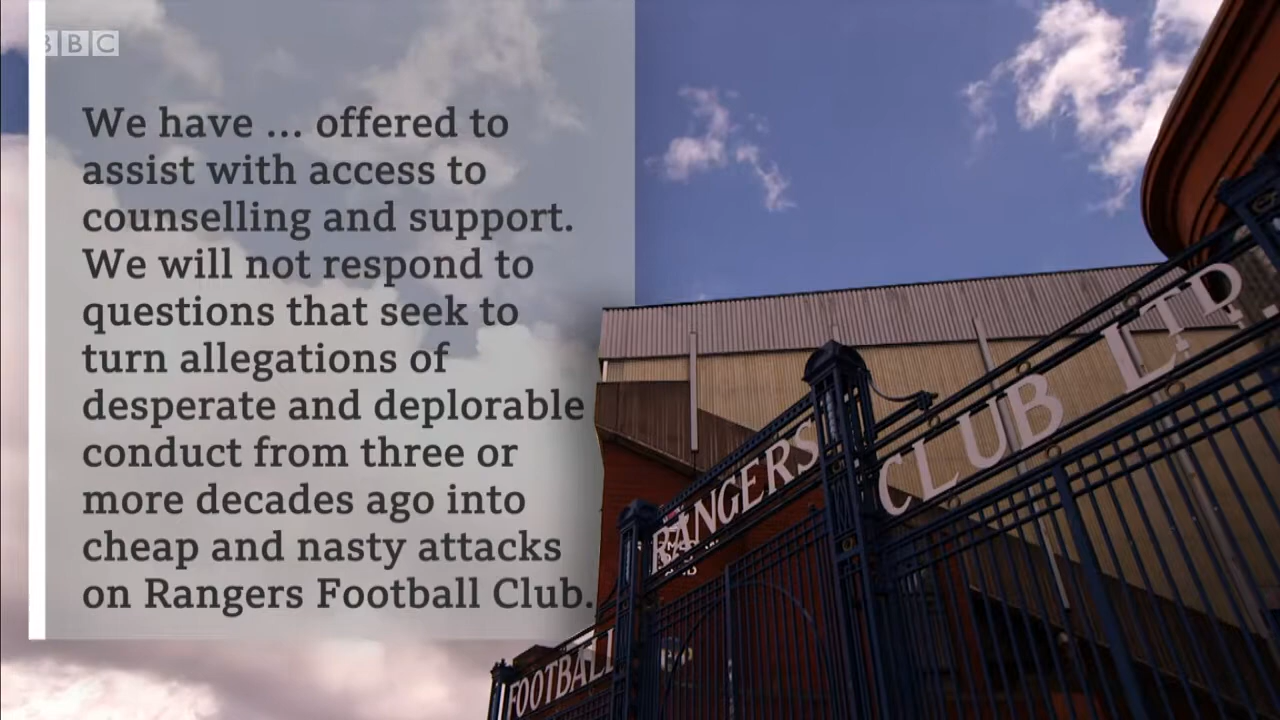 BBC
We have ... offered to
assist with access to
counselling and support.
We will not respond to
questions that seek to
turn allegations of
desperate and deplorable
conduct from three or
more decades ago into
cheap and nasty attacks
on Rangers Football Club.
RANGERS
CLUB LTD.
FOOTBALL